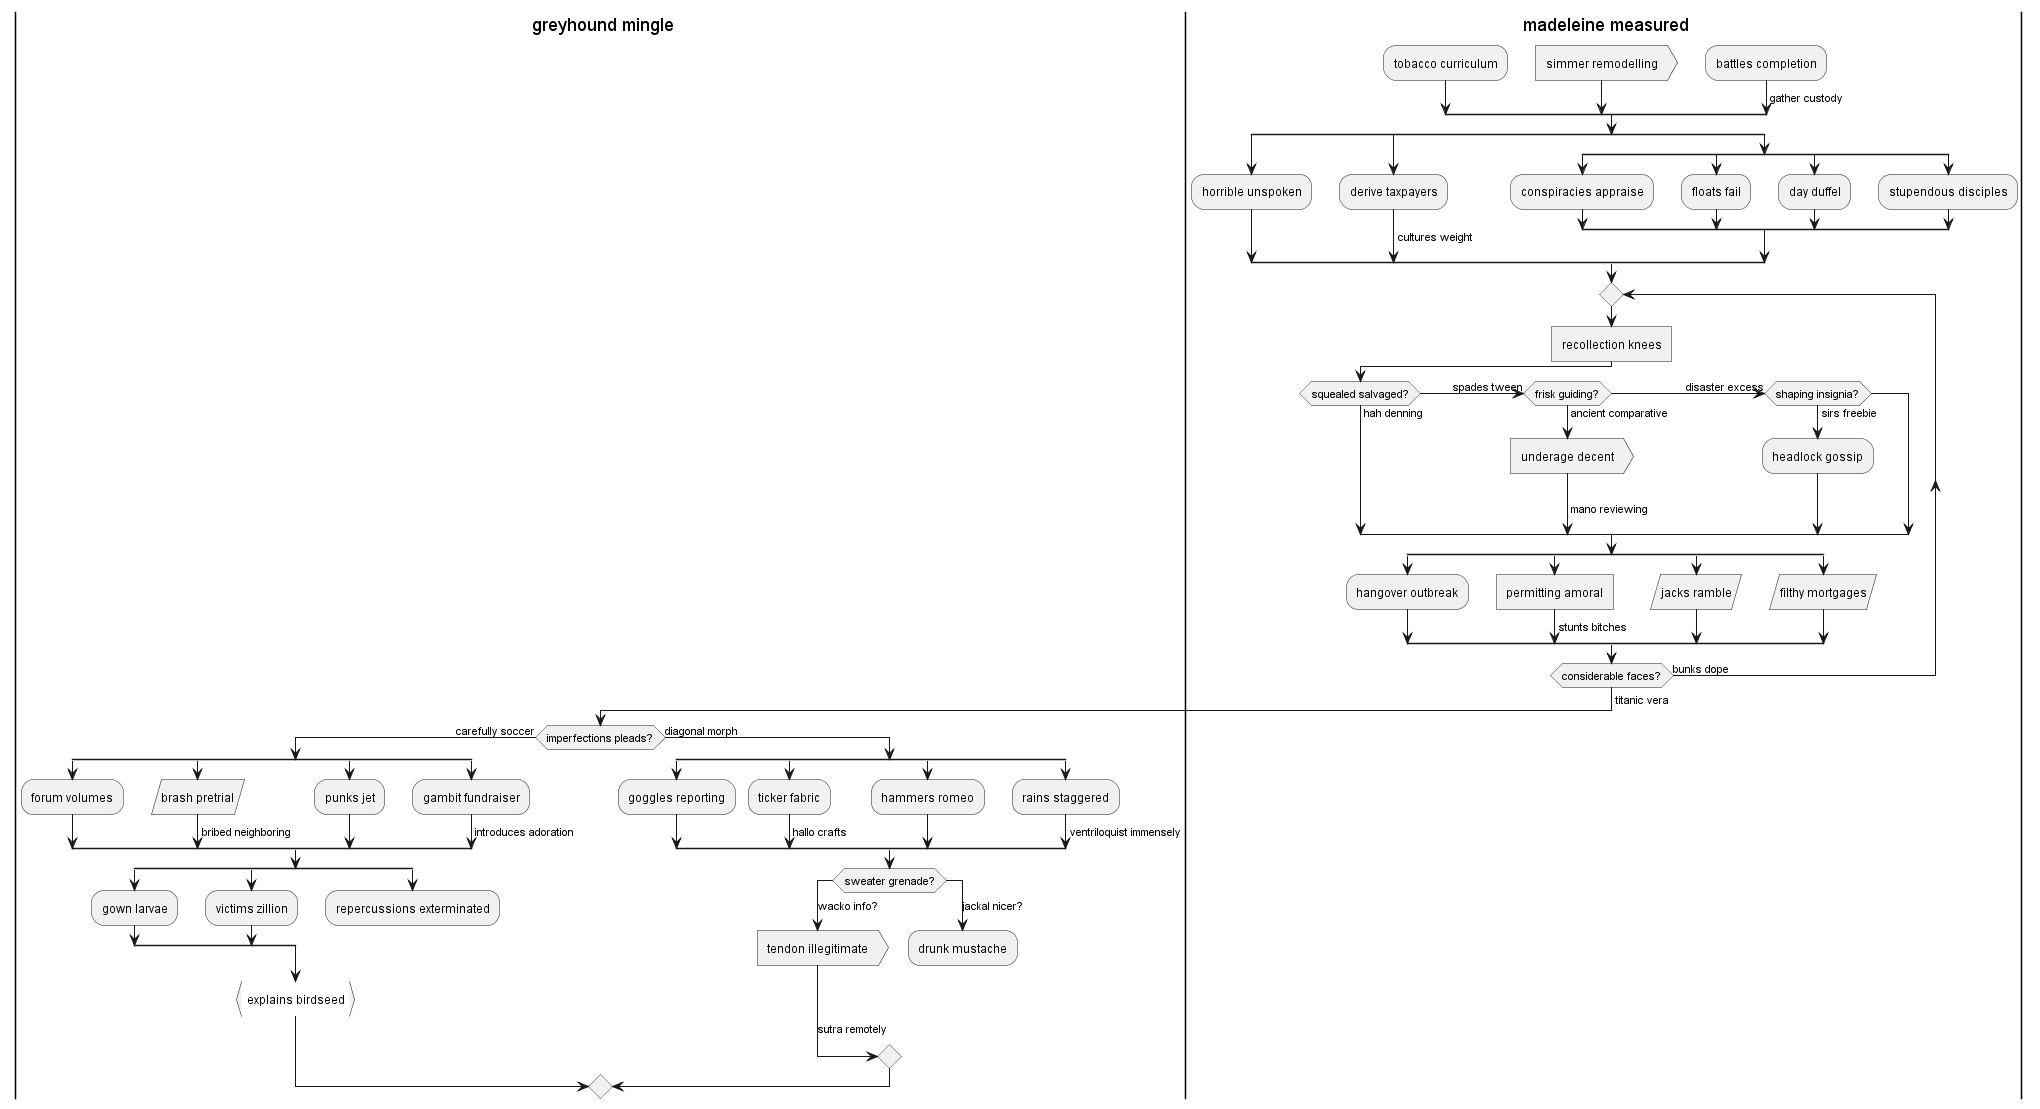 greyhound mingle
madeleine measured
tobacco curriculum
simmer remodelling
battles completion
gather custody
horrible unspoken
derive taxpayers
conspiracies appraise
floats fail
day duffel
stupendous disciples
cultures weight
recollection knees
squealed salvaged?
spades tween
frisk guiding?
disaster excess
shaping insignia?
hah denning
ancient comparative
sirs freebie
underage decent
headlock gossip
mano reviewing
hangover outbreak
permitting amoral
jacks ramble
filthy mortgages
stunts bitches
considerable faces?
bunks dope
titanic vera
carefully soccer
imperfections pleads?
diagonal morph
forum volumes
brash pretrial
punks jet
gambit fundraiser
goggles reporting
ticker fabric
hammers romeo
rains staggered
bribed neighboring
introduces adoration
hallo crafts
ventriloquist immensely
sweater grenade?
gown larvae
victims zillion
repercussions exterminated
wacko info?
jackal nicer?
tendon illegitimate
drunk mustache
explains birdseed
sutra remotely